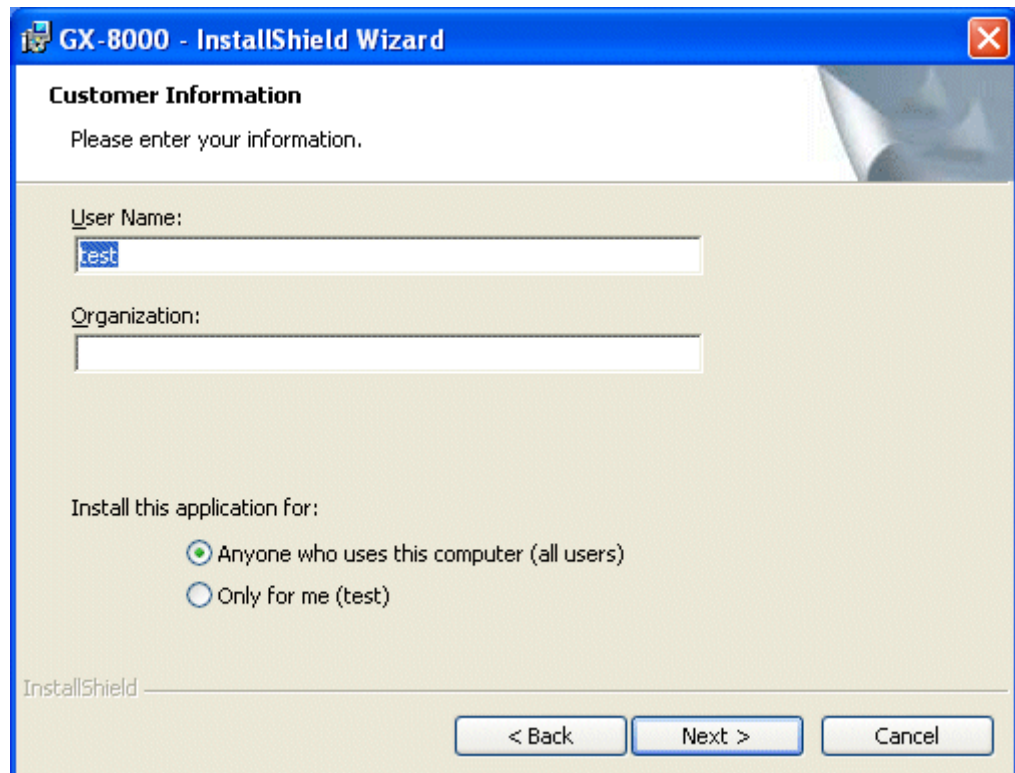 GX-8000 - InstallShield Wizard
Customer Information
Please enter your information.
User Name:
test
Organization:
Install this application for:
Anyone who uses this computer (all users)
Only for me (test)
InstallShield
< Back Next > Cancel